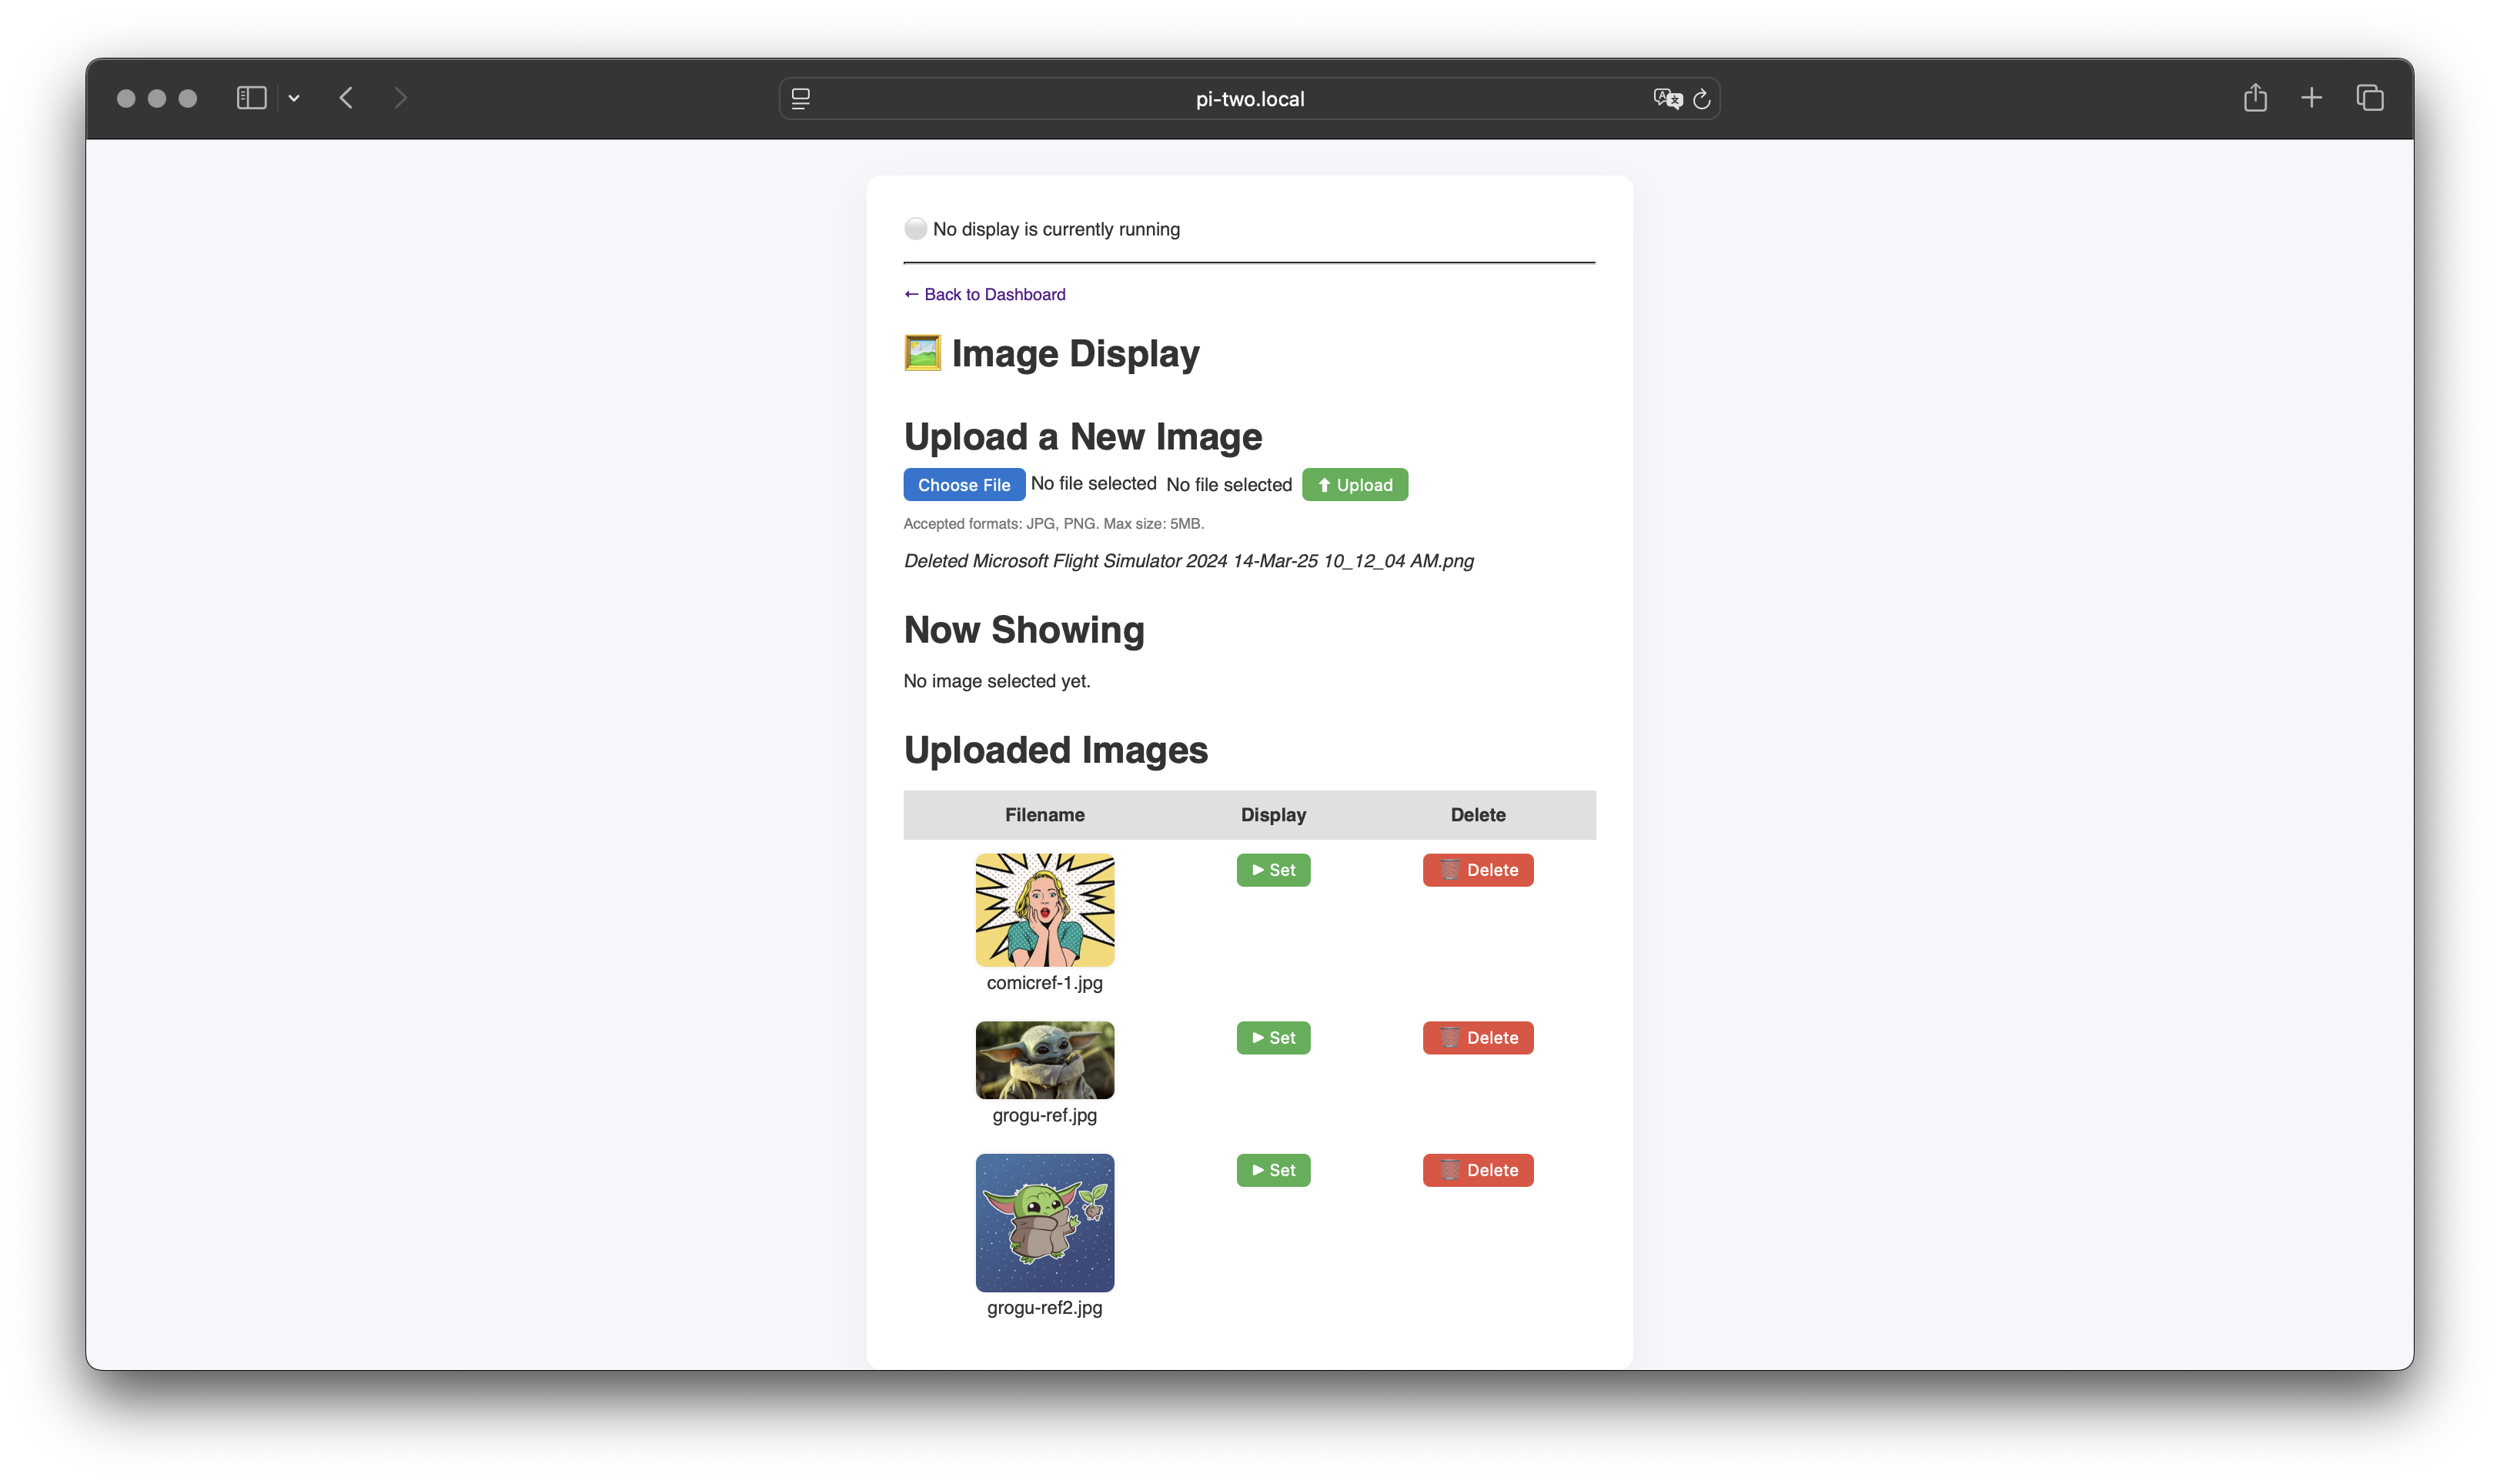 pi-two.local
No display is currently running
← Back to Dashboard
Image Display
Upload a New Image
Choose File No file selected No file selected ⬆ Upload
Accepted formats: JPG, PNG. Max size: 5MB.
Deleted Microsoft Flight Simulator 2024 14-Mar-25 10_12_04 AM.png
Now Showing
No image selected yet.
Uploaded Images
Filename Display Delete
▶ Set Delete
comicref-1.jpg
▶ Set Delete
grogu-ref.jpg
▶ Set Delete
grogu-ref2.jpg